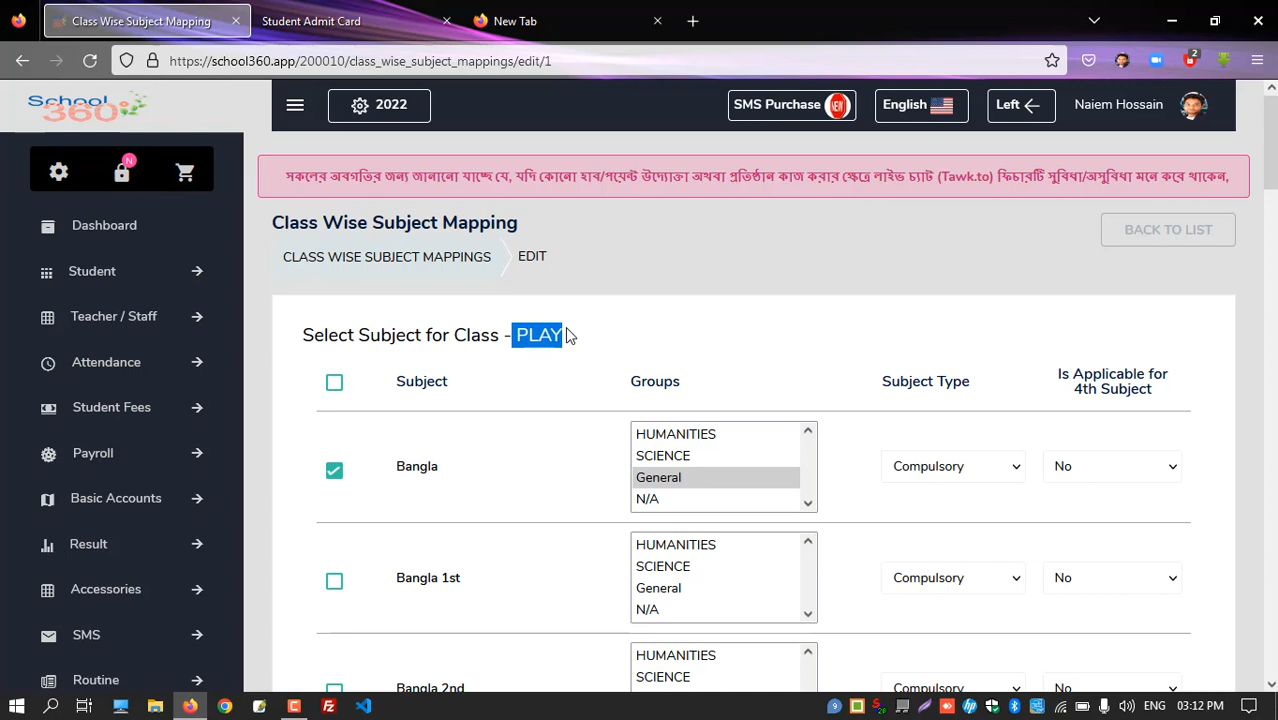 Class Wise Subject Mapping
Student Admit Card
New Tab
https://school360.app/200010/class_wise_subject_mappings/edit/1
2
School
360°
2022
SMS Purchase NEW
English
Left
Naiem Hossain
N
সকলের অবগতির জন্য জানানো যাচ্ছে যে, যদি কোনো হাব/পয়েন্ট উদ্যোক্তা অথবা প্রতিষ্ঠান কাজ করার ক্ষেত্রে লাইভ চ্যাট (Tawk.to) ফিচারটি সুবিধা/অসুবিধা মনে করে থাকেন,
Class Wise Subject Mapping
BACK TO LIST
CLASS WISE SUBJECT MAPPINGS
EDIT
Dashboard
Student
Teacher / Staff
Attendance
Student Fees
Payroll
Basic Accounts
Result
Accessories
SMS
Routine
Select Subject for Class - PLAY
Subject
Groups
Subject Type
Is Applicable for
4th Subject
Bangla
HUMANITIES
SCIENCE
General
N/A
Compulsory
No
Bangla 1st
HUMANITIES
SCIENCE
General
N/A
Compulsory
No
Bangla 2nd
HUMANITIES
SCIENCE
Compulsory
No
ENG
03:12 PM